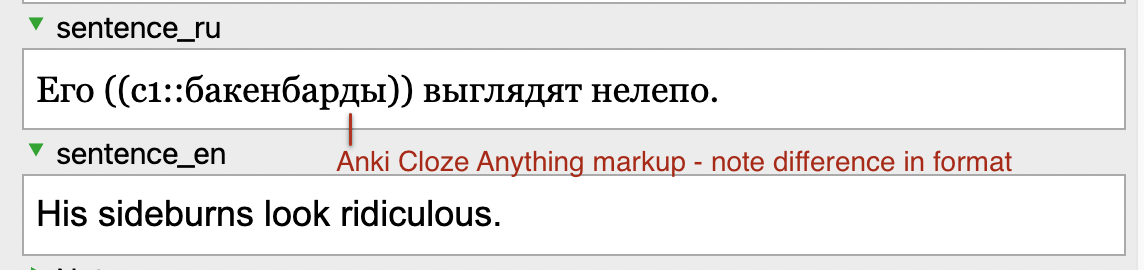 sentence_ru
Его ((c1::бакенбарды)) выглядят нелепо.
sentence_en
Anki Cloze Anything markup - note difference in format
His sideburns look ridiculous.